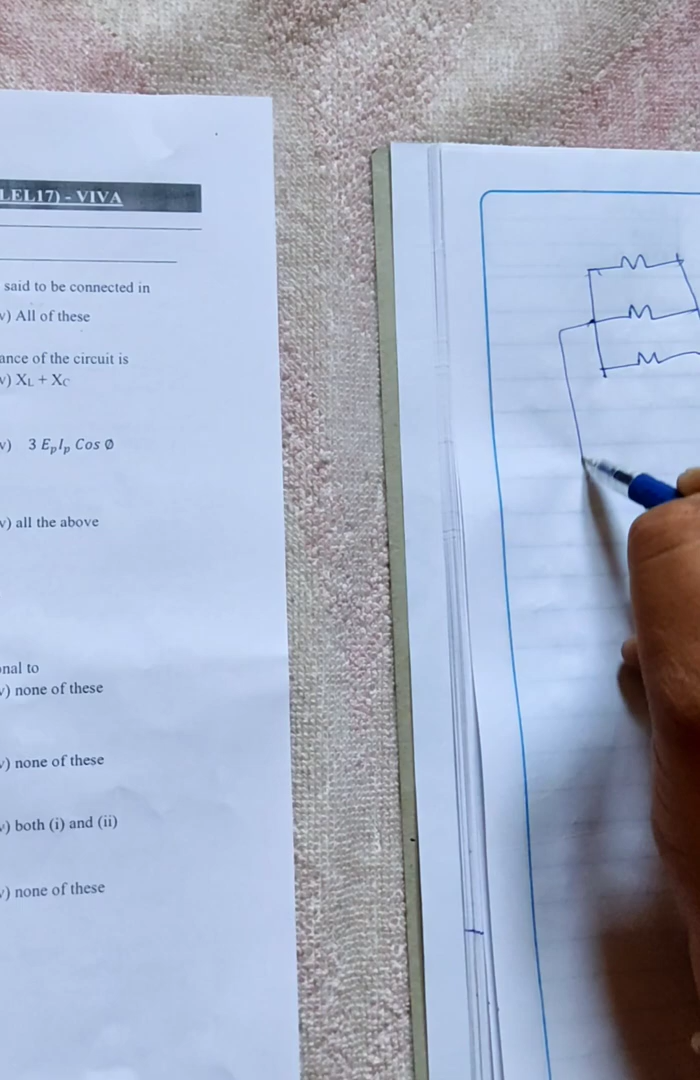 LEL17) - VIVA
said to be connected in
v) All of these
ance of the circuit is
v) XL + XC
v) 3 EpIp Cos Ø
v) all the above
nal to
v) none of these
v) none of these
v) both (i) and (ii)
v) none of these